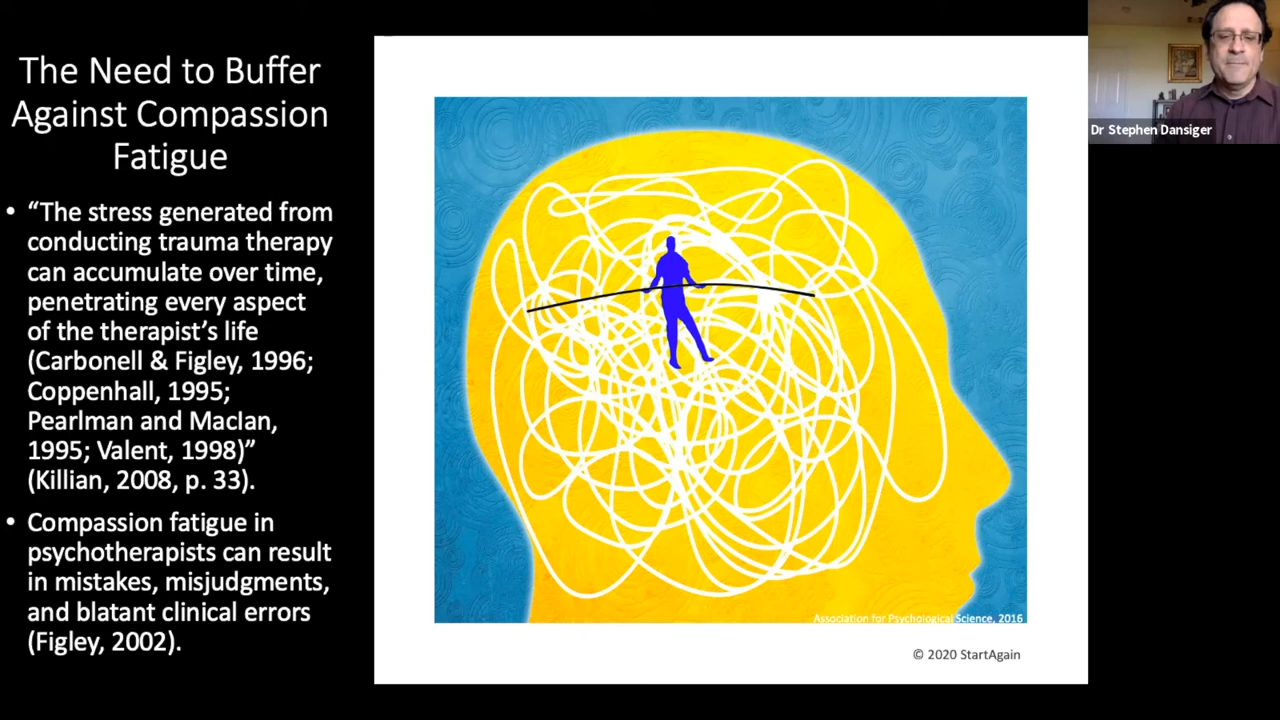 The Need to Buffer
Against Compassion
Fatigue
• “The stress generated from
conducting trauma therapy
can accumulate over time,
penetrating every aspect
of the therapist’s life
(Carbonell & Figley, 1996;
Coppenhall, 1995;
Pearlman and MacIan,
1995; Valent, 1998)”
(Killian, 2008, p. 33).
• Compassion fatigue in
psychotherapists can result
in mistakes, misjudgments,
and blatant clinical errors
(Figley, 2002).
Association for Psychological Science, 2016
© 2020 StartAgain
Dr Stephen Dansiger